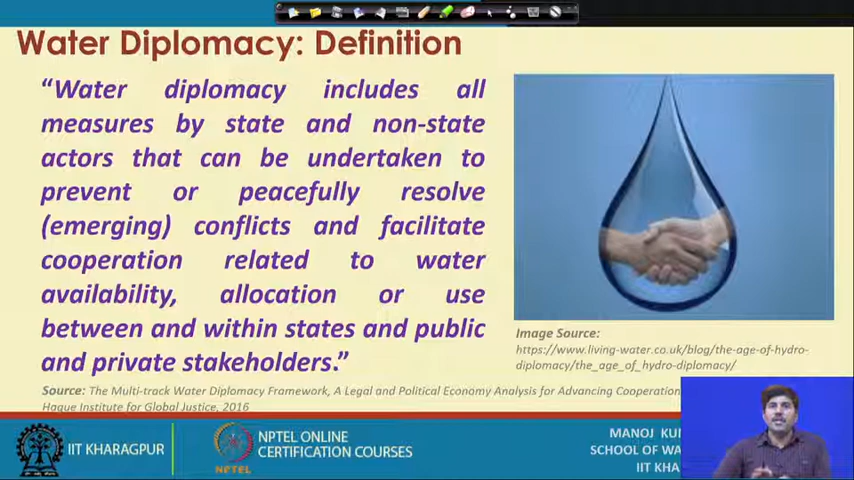 Water Diplomacy: Definition
“Water diplomacy includes all
measures by state and non-state
actors that can be undertaken to
prevent or peacefully resolve
(emerging) conflicts and facilitate
cooperation related to water
availability, allocation or use
between and within states and public
and private stakeholders.”
Image Source:
https://www.living-water.co.uk/blog/the-age-of-hydro-
diplomacy/the_age_of_hydro-diplomacy/
Source: The Multi-track Water Diplomacy Framework, A Legal and Political Economy Analysis for Advancing Cooperation
Hague Institute for Global Justice, 2016
IIT KHARAGPUR
NPTEL
NPTEL ONLINE
CERTIFICATION COURSES
MANOJ
SCHOOL OF
IIT